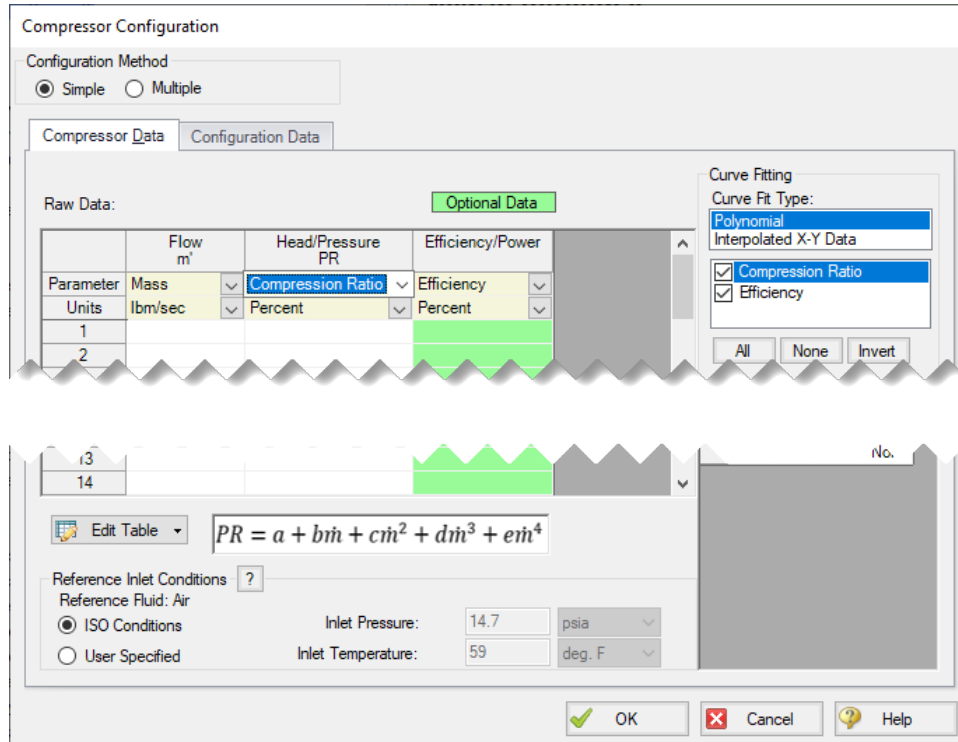 Compressor Configuration
Configuration Method
Simple Multiple
Compressor Data Configuration Data
Raw Data: Optional Data
Flow Head/Pressure Efficiency/Power
m' PR
Parameter Mass Compression Ratio Efficiency
Units lbm/sec Percent Percent
1
2
Curve Fitting
Curve Fit Type:
Polynomial
Interpolated X-Y Data
Compression Ratio
Efficiency
All None Invert
13
14
No.
Edit Table
PR = a + bṁ + cṁ² + dṁ³ + eṁ⁴
Reference Inlet Conditions ?
Reference Fluid: Air
ISO Conditions Inlet Pressure: 14.7 psia
User Specified Inlet Temperature: 59 deg. F
OK Cancel Help